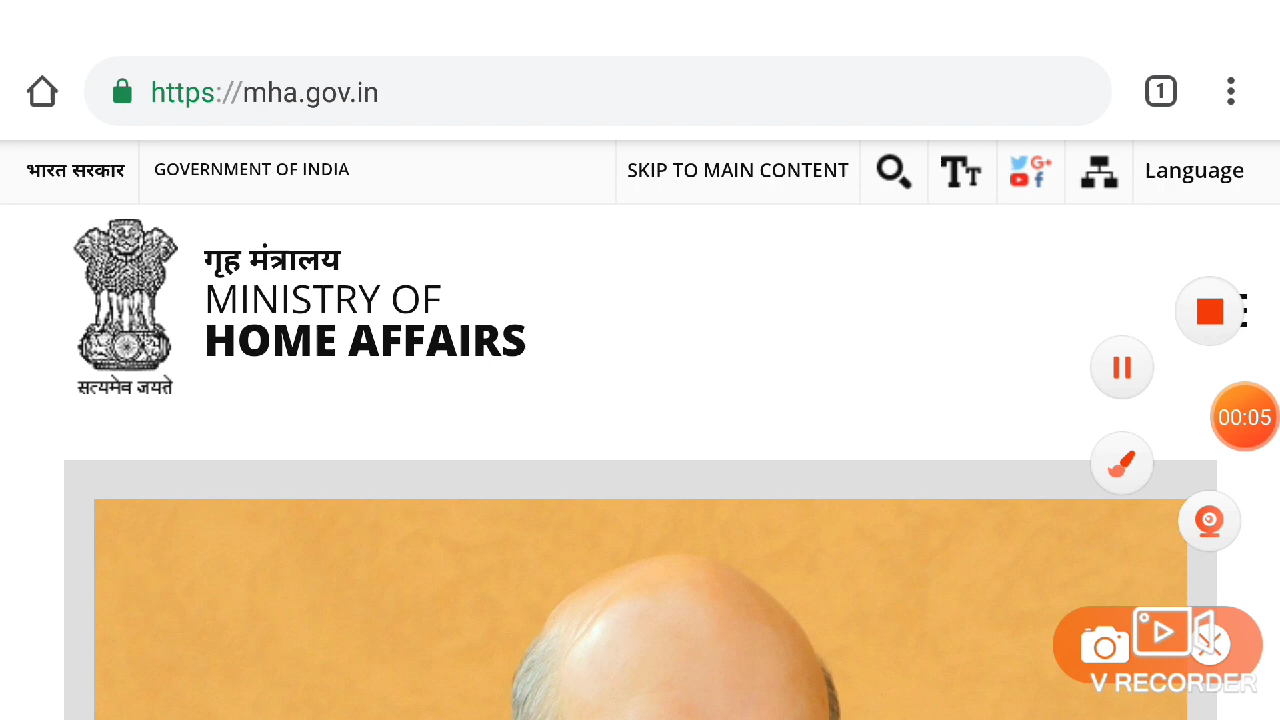 https://mha.gov.in
1
भारत सरकार
GOVERNMENT OF INDIA
SKIP TO MAIN CONTENT
Language
गृह मंत्रालय
MINISTRY OF
HOME AFFAIRS
सत्यमेव जयते
00:05
V RECORDER